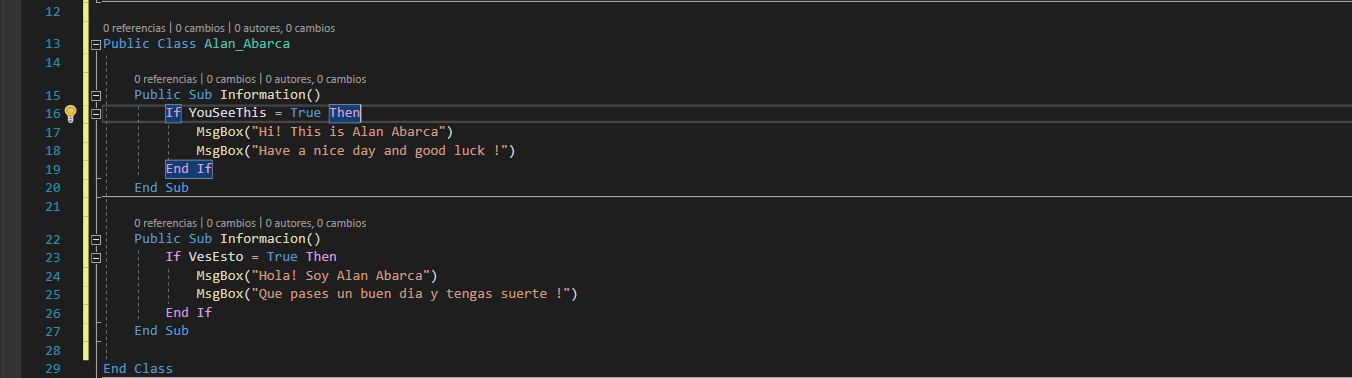 12
0 referencias | 0 cambios | 0 autores, 0 cambios
13 Public Class Alan_Abarca
14
0 referencias | 0 cambios | 0 autores, 0 cambios
15 Public Sub Information()
16 If YouSeeThis = True Then
17 MsgBox("Hi! This is Alan Abarca")
18 MsgBox("Have a nice day and good luck !")
19 End If
20 End Sub
21
0 referencias | 0 cambios | 0 autores, 0 cambios
22 Public Sub Informacion()
23 If VesEsto = True Then
24 MsgBox("Hola! Soy Alan Abarca")
25 MsgBox("Que pases un buen dia y tengas suerte !")
26 End If
27 End Sub
28
29 End Class